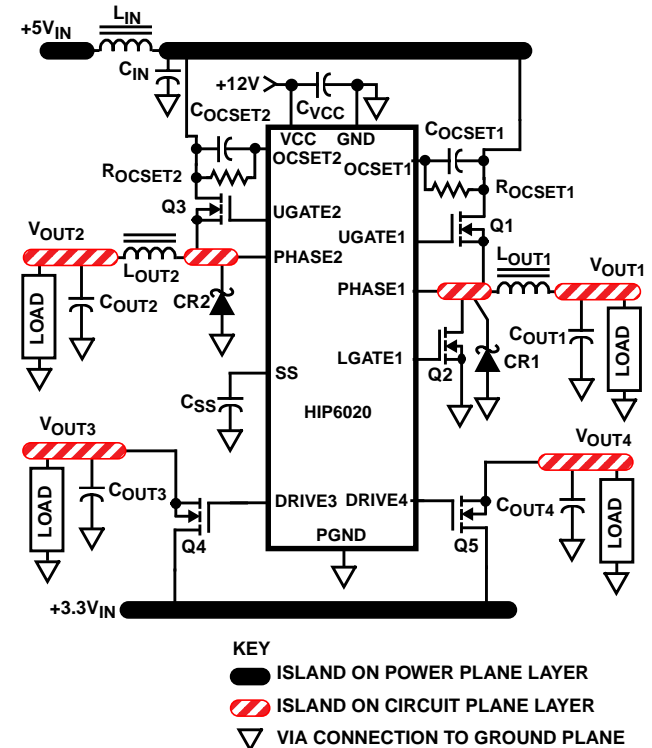 LIN
+5VIN
CIN
+12V
CVCC
COCSET2
VCC GND
COCSET1
OCSET2
OCSET1
ROCSET2
ROCSET1
Q3
Q1
UGATE2
UGATE1
VOUT2
LOUT2
PHASE2
PHASE1
LOUT1
VOUT1
COUT2
CR2
LOAD
COUT1
LOAD
LGATE1
Q2
CR1
SS
CSS
HIP6020
VOUT3
VOUT4
COUT3
LOAD
DRIVE3 DRIVE4
COUT4
LOAD
Q4
PGND
Q5
+3.3VIN
KEY
ISLAND ON POWER PLANE LAYER
ISLAND ON CIRCUIT PLANE LAYER
VIA CONNECTION TO GROUND PLANE